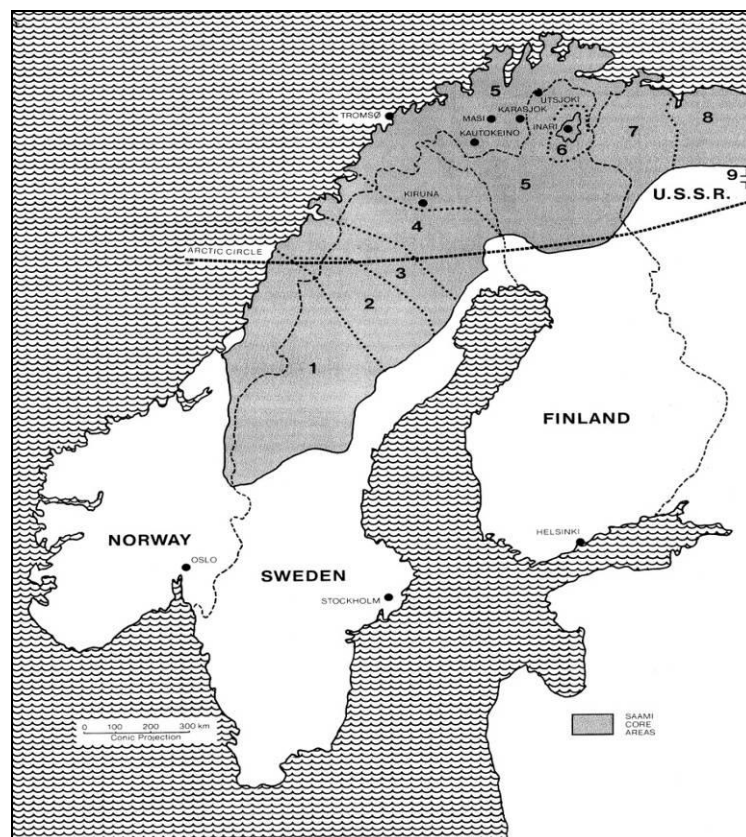 5
UTSJOKI
TROMSØ
MASI
KARASJOK
KAUTOKEINO
INARI
6
7
8
9
5
U.S.S.R.
KIRUNA
4
ARCTIC CIRCLE
3
2
1
FINLAND
NORWAY
OSLO
HELSINKI
SWEDEN
STOCKHOLM
0 100 200 300 km
Conic Projection
SAAMI
CORE
AREAS